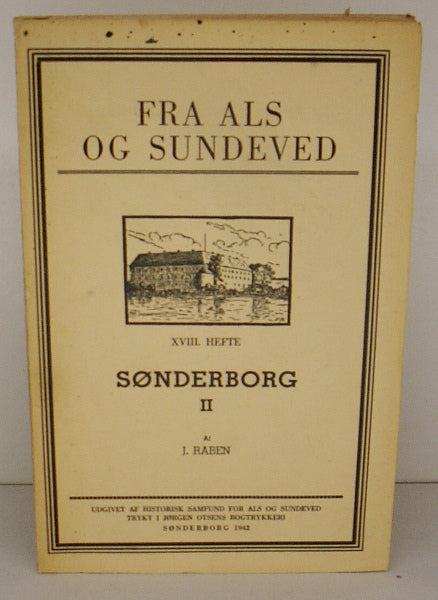 FRA ALS
OG SUNDEVED
XVIII. HEFTE
SØNDERBORG
II
AF
J. RABEN
UDGIVET AF HISTORISK SAMFUND FOR ALS OG SUNDEVED
TRYKT I JØRGEN OTSENS BOGTRYKKERI
SØNDERBORG 1942